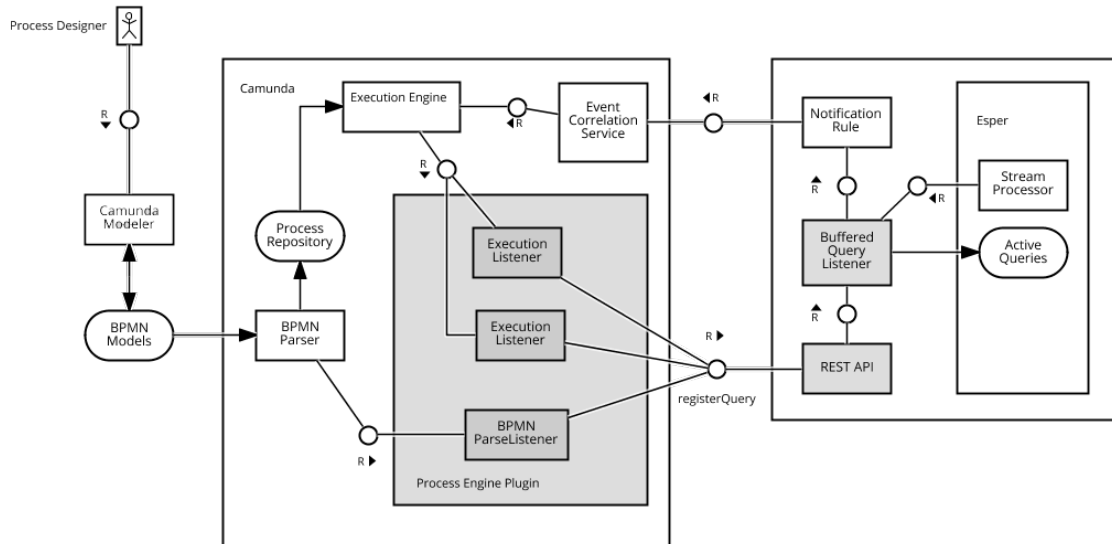 Process Designer
R
Camunda
Modeler
BPMN
Models
Camunda
Execution Engine
R
Event
Correlation
Service
R
Process
Repository
BPMN
Parser
R
Execution
Listener
Execution
Listener
BPMN
ParseListener
Process Engine Plugin
R
R
registerQuery
R
Notification
Rule
R
Buffered
Query
Listener
R
REST API
Esper
R
Stream
Processor
Active
Queries